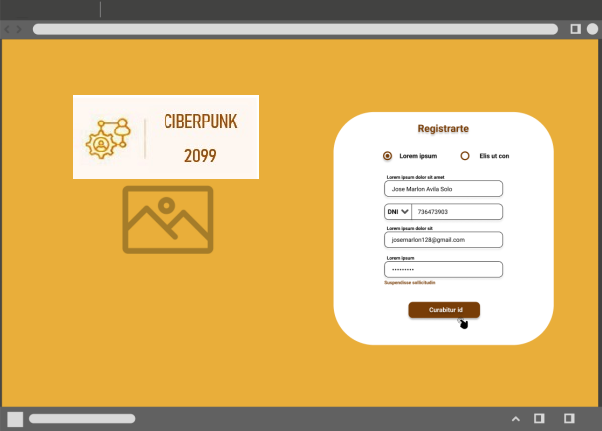 CIBERPUNK
2099
Registrarte
Lorem ipsum
Elis ut con
Lorem ipsum dolor sit amet
Jose Marlon Avila Solo
DNI 736473903
Lorem ipsum dolor sit
josemarlon128@gmail.com
Lorem ipsum
•••••••••
Suspendisse sollicitudin
Curabitur id